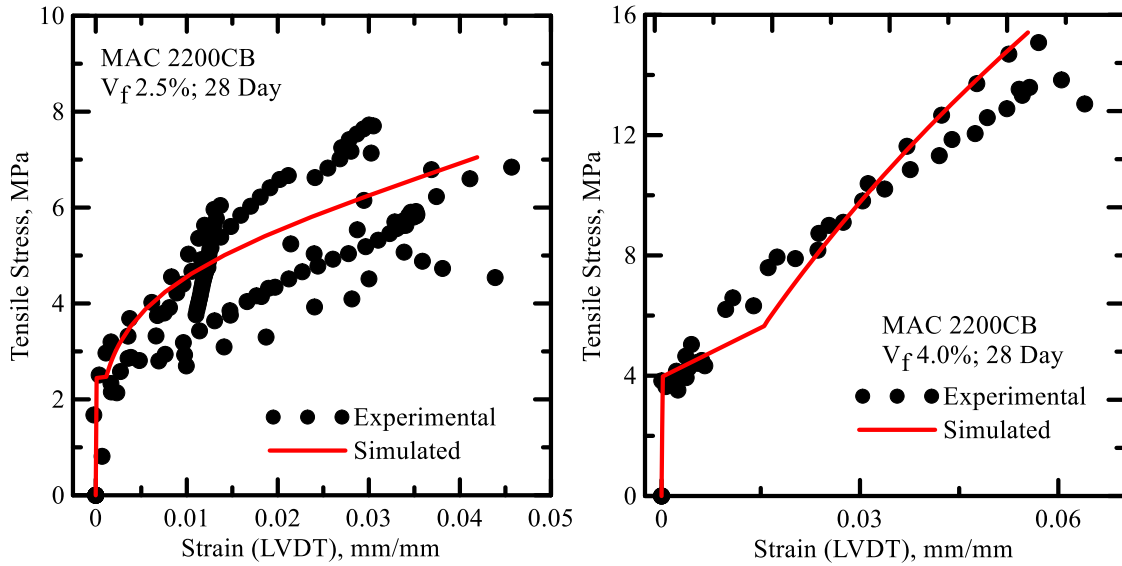 10
8
6
4
2
0
Tensile Stress, MPa
MAC 2200CB
Vf 2.5%; 28 Day
Experimental
Simulated
0 0.01 0.02 0.03 0.04 0.05
Strain (LVDT), mm/mm
16
12
8
4
0
Tensile Stress, MPa
MAC 2200CB
Vf 4.0%; 28 Day
Experimental
Simulated
0 0.03 0.06
Strain (LVDT), mm/mm